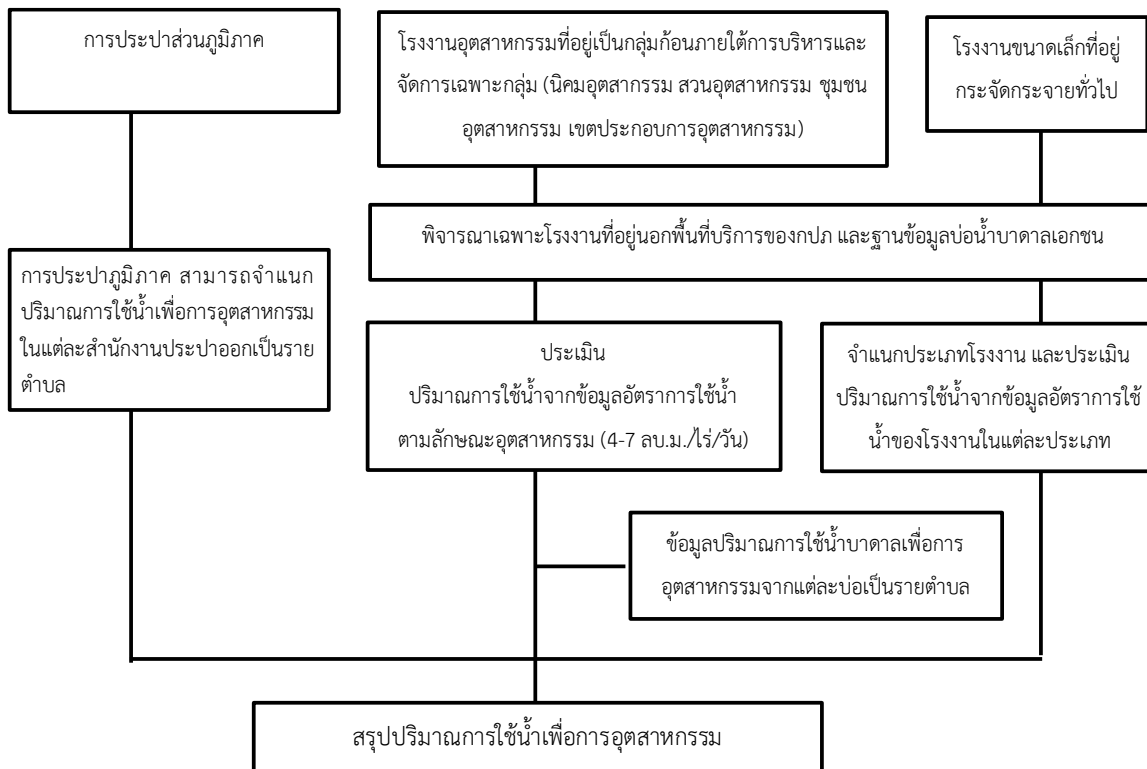 การประปาส่วนภูมิภาค
โรงงานอุตสาหกรรมที่อยู่เป็นกลุ่มก้อนภายใต้การบริหารและ
จัดการเฉพาะกลุ่ม (นิคมอุตสากรรม สวนอุตสาหกรรม ชุมชน
อุตสาหกรรม เขตประกอบการอุตสาหกรรม)
โรงงานขนาดเล็กที่อยู่
กระจัดกระจายทั่วไป
พิจารณาเฉพาะโรงงานที่อยู่นอกพื้นที่บริการของกปภ และฐานข้อมูลบ่อน้ำบาดาลเอกชน
การประปาภูมิภาค สามารถจำแนก
ปริมาณการใช้น้ำเพื่อการอุตสาหกรรม
ในแต่ละสำนักงานประปาออกเป็นราย
ตำบล
ประเมิน
ปริมาณการใช้น้ำจากข้อมูลอัตราการใช้น้ำ
ตามลักษณะอุตสาหกรรม (4-7 ลบ.ม./ไร่/วัน)
จำแนกประเภทโรงงาน และประเมิน
ปริมาณการใช้น้ำจากข้อมูลอัตราการใช้
น้ำของโรงงานในแต่ละประเภท
ข้อมูลปริมาณการใช้น้ำบาดาลเพื่อการ
อุตสาหกรรมจากแต่ละบ่อเป็นรายตำบล
สรุปปริมาณการใช้น้ำเพื่อการอุตสาหกรรม